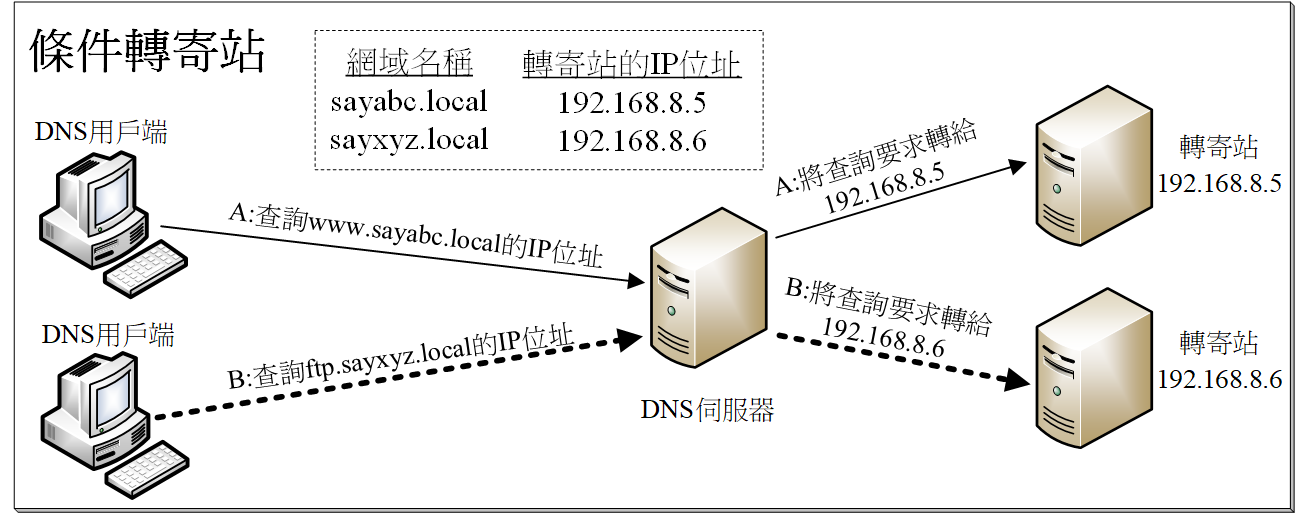 條件轉寄站
網域名稱 轉寄站的IP位址
sayabc.local 192.168.8.5
sayxyz.local 192.168.8.6
DNS用戶端
A:查詢www.sayabc.local的IP位址
A:將查詢要求轉給
192.168.8.5
轉寄站
192.168.8.5
DNS用戶端
B:查詢ftp.sayxyz.local的IP位址
DNS伺服器
B:將查詢要求轉給
192.168.8.6
轉寄站
192.168.8.6